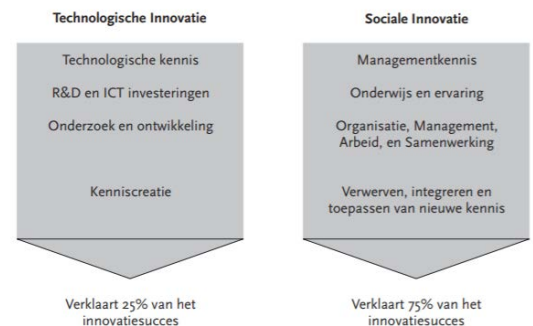 Technologische Innovatie
Technologische kennis
R&D en ICT investeringen
Onderzoek en ontwikkeling
Kenniscreatie
Verklaart 25% van het
innovatiesucces
Sociale Innovatie
Managementkennis
Onderwijs en ervaring
Organisatie, Management,
Arbeid, en Samenwerking
Verwerven, integreren en
toepassen van nieuwe kennis
Verklaart 75% van het
innovatiesucces